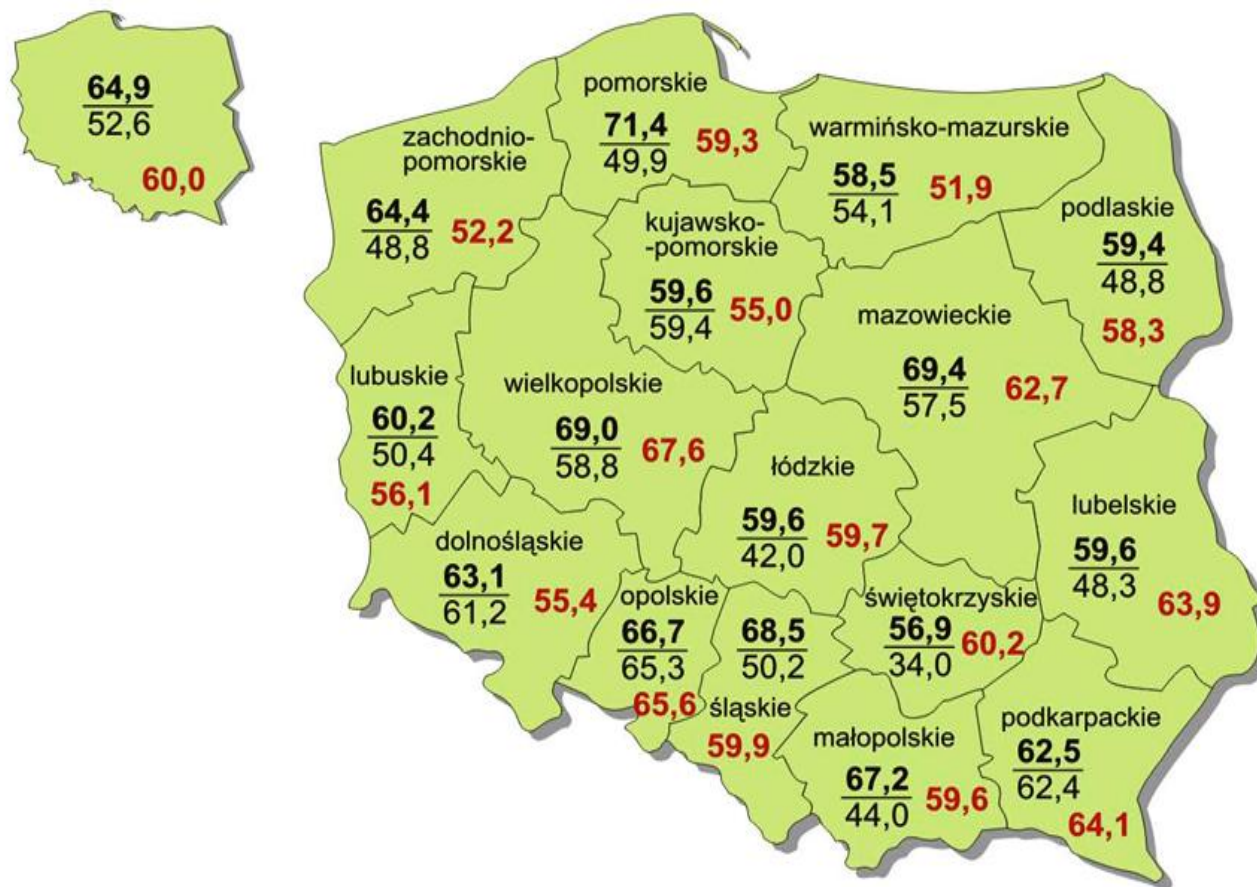 64,9
52,6
60,0
pomorskie
71,4
49,9
59,3
warmińsko-mazurskie
58,5
54,1
51,9
zachodnio-
pomorskie
64,4
48,8
52,2
kujawsko-
-pomorskie
59,6
59,4
55,0
podlaskie
59,4
48,8
58,3
mazowieckie
69,4
57,5
62,7
lubuskie
60,2
50,4
56,1
wielkopolskie
69,0
58,8
67,6
łódzkie
59,6
42,0
59,7
lubelskie
59,6
48,3
63,9
dolnośląskie
63,1
61,2
55,4
opolskie
66,7
65,3
65,6
68,5
50,2
śląskie
59,9
świętokrzyskie
56,9
34,0
60,2
małopolskie
67,2
44,0
59,6
podkarpackie
62,5
62,4
64,1